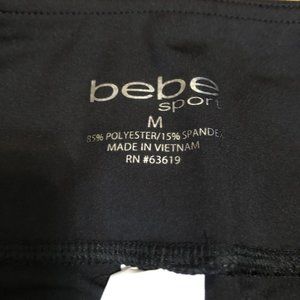 bebe
sport
M
85% POLYESTER/15% SPANDEX
MADE IN VIETNAM
RN #63619